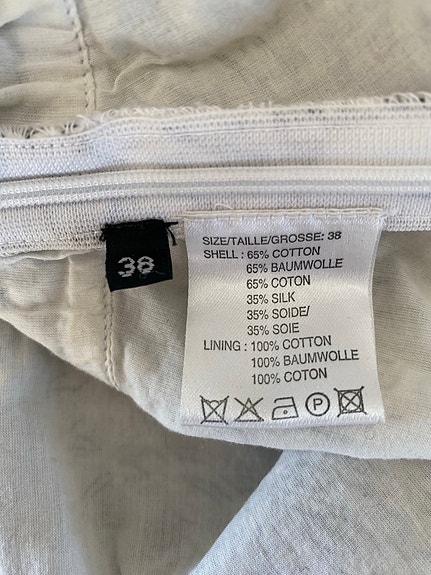 38
SIZE/TAILLE/GROSSE: 38
SHELL : 65% COTTON
65% BAUMWOLLE
65% COTON
35% SILK
35% SOIDE/
35% SOIE
LINING : 100% COTTON
100% BAUMWOLLE
100% COTON
P